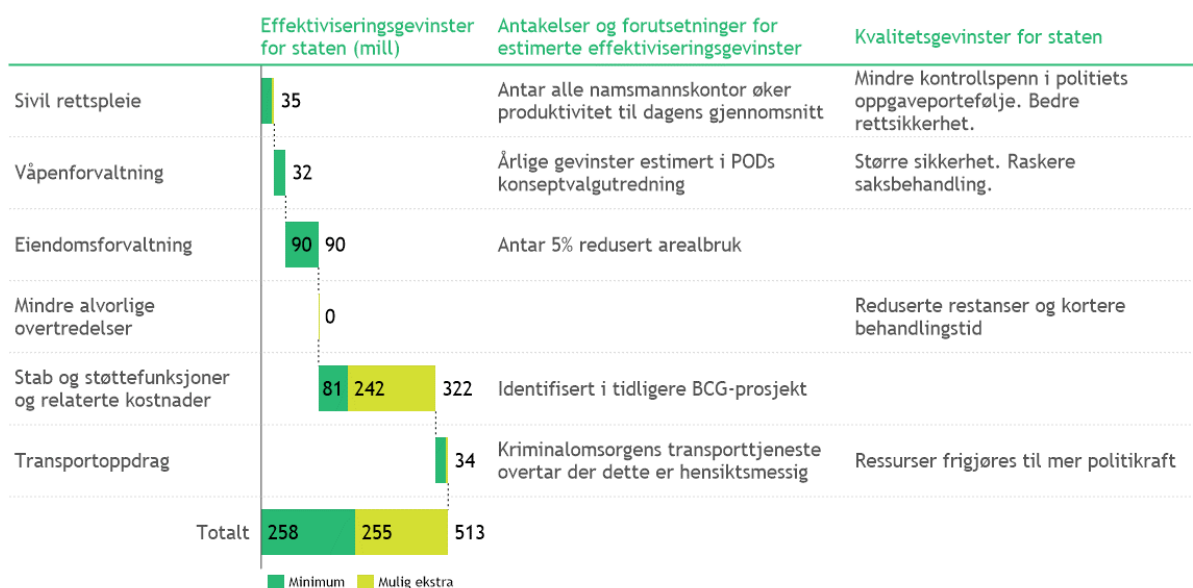 Effektiviseringsgevinster
for staten (mill)
Antakelser og forutsetninger for
estimerte effektiviseringsgevinster
Kvalitetsgevinster for staten
Sivil rettspleie
35
Antar alle namsmannskontor øker
produktivitet til dagens gjennomsnitt
Mindre kontrollspenn i politiets
oppgaveportefølje. Bedre
rettsikkerhet.
Våpenforvaltning
32
Årlige gevinster estimert i PODs
konseptvalgutredning
Større sikkerhet. Raskere
saksbehandling.
Eiendomsforvaltning
90 90
Antar 5% redusert arealbruk
Mindre alvorlige
overtredelser
0
Reduserte restanser og kortere
behandlingstid
Stab og støttefunksjoner
og relaterte kostnader
81 242 322
Identifisert i tidligere BCG-prosjekt
Transportoppdrag
34
Kriminalomsorgens transporttjeneste
overtar der dette er hensiktsmessig
Ressurser frigjøres til mer politikraft
Totalt
258 255 513
Minimum Mulig ekstra